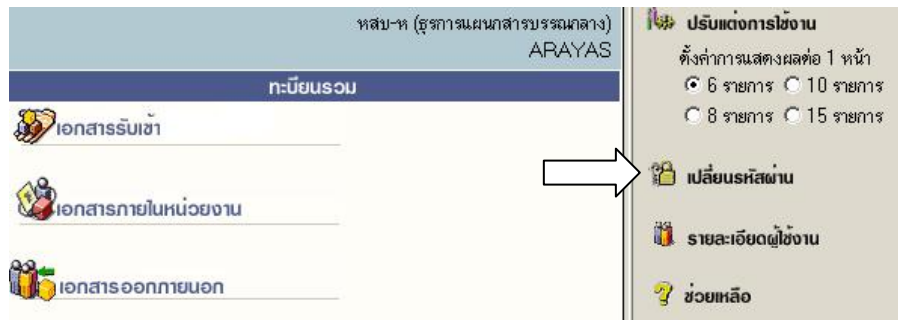 หสบ-ห (ธุรการแผนกสารบรรณกลาง)
ARAYAS
ทะบียนรวม
เอกสารรับเข้า
เอกสารภายในหน่วยงาน
เอกสารออกภายนอก
ปรับแต่งการใช้งาน
ตั้งค่าการแสดงผลต่อ 1 หน้า
6 รายการ 10 รายการ
8 รายการ 15 รายการ
เปลี่ยนรหัสผ่าน
รายละเอียดผู้ใช้งาน
ช่วยเหลือ